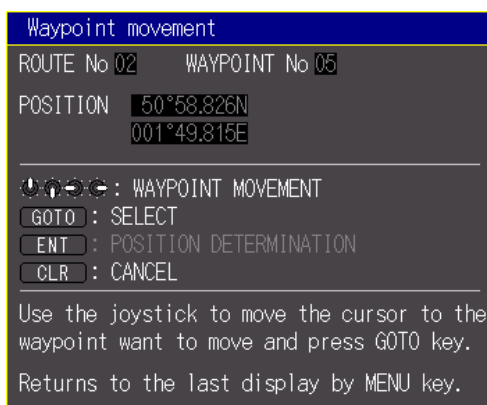 Waypoint movement
ROUTE No 02 WAYPOINT No 05
POSITION 50°58.826N
001°49.815E
: WAYPOINT MOVEMENT
GOTO : SELECT
ENT : POSITION DETERMINATION
CLR : CANCEL
Use the joystick to move the cursor to the
waypoint want to move and press GOTO key.
Returns to the last display by MENU key.